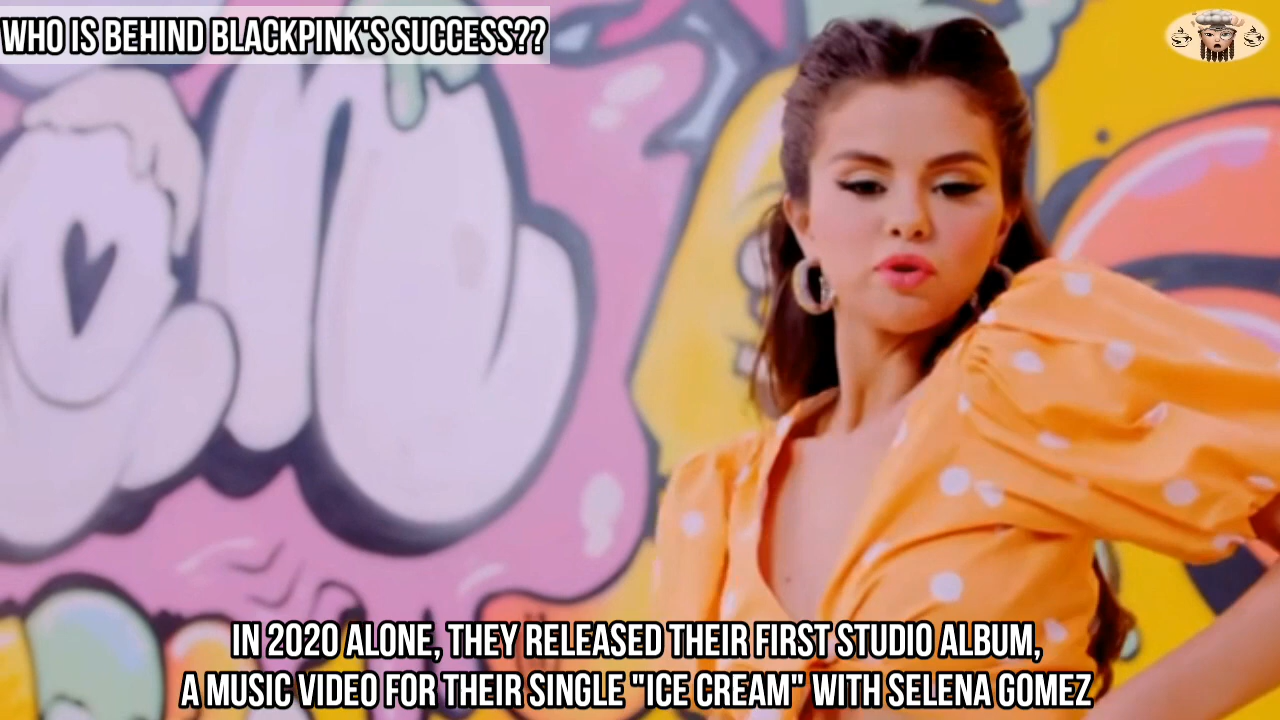 WHO IS BEHIND BLACKPINK'S SUCCESS??
IN 2020 ALONE, THEY RELEASED THEIR FIRST STUDIO ALBUM,
A MUSIC VIDEO FOR THEIR SINGLE "ICE CREAM" WITH SELENA GOMEZ